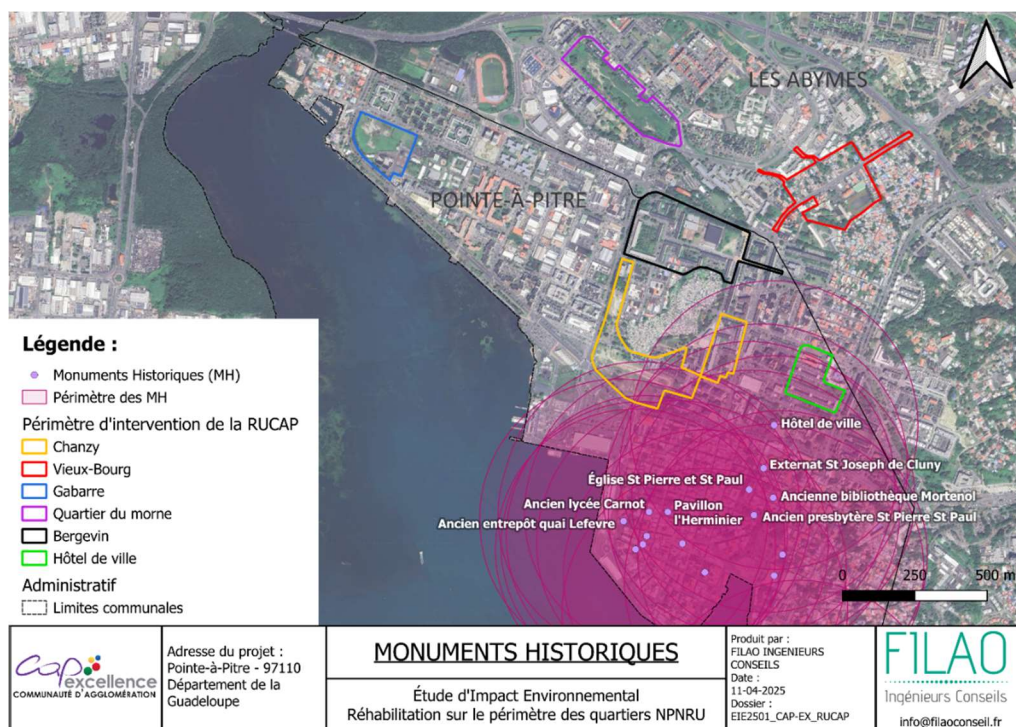 LES ABYMES
POINTE-À-PITRE
Légende :
Monuments Historiques (MH)
Périmètre des MH
Périmètre d'intervention de la RUCAP
Chanzy
Vieux-Bourg
Gabarre
Quartier du morne
Bergevin
Hôtel de ville
Administratif
Limites communales
Hôtel de ville
Externat St Joseph de Cluny
Église St Pierre et St Paul
Ancienne bibliothèque Mortenol
Ancien lycée Carnot
Pavillon
l'Herminier
Ancien presbytère St Pierre St Paul
Ancien entrepôt quai Lefevre
0 250 500 m
cap excellence
COMMUNAUTÉ D'AGGLOMÉRATION
Adresse du projet :
Pointe-à-Pitre - 97110
Département de la
Guadeloupe
MONUMENTS HISTORIQUES
Étude d'Impact Environnemental
Réhabilitation sur le périmètre des quartiers NPNRU
Produit par :
FILAO INGENIEURS
CONSEILS
Date :
11-04-2025
Dossier :
EIE2501_CAP-EX_RUCAP
FILAO
Ingénieurs Conseils
info@filaoconseil.fr